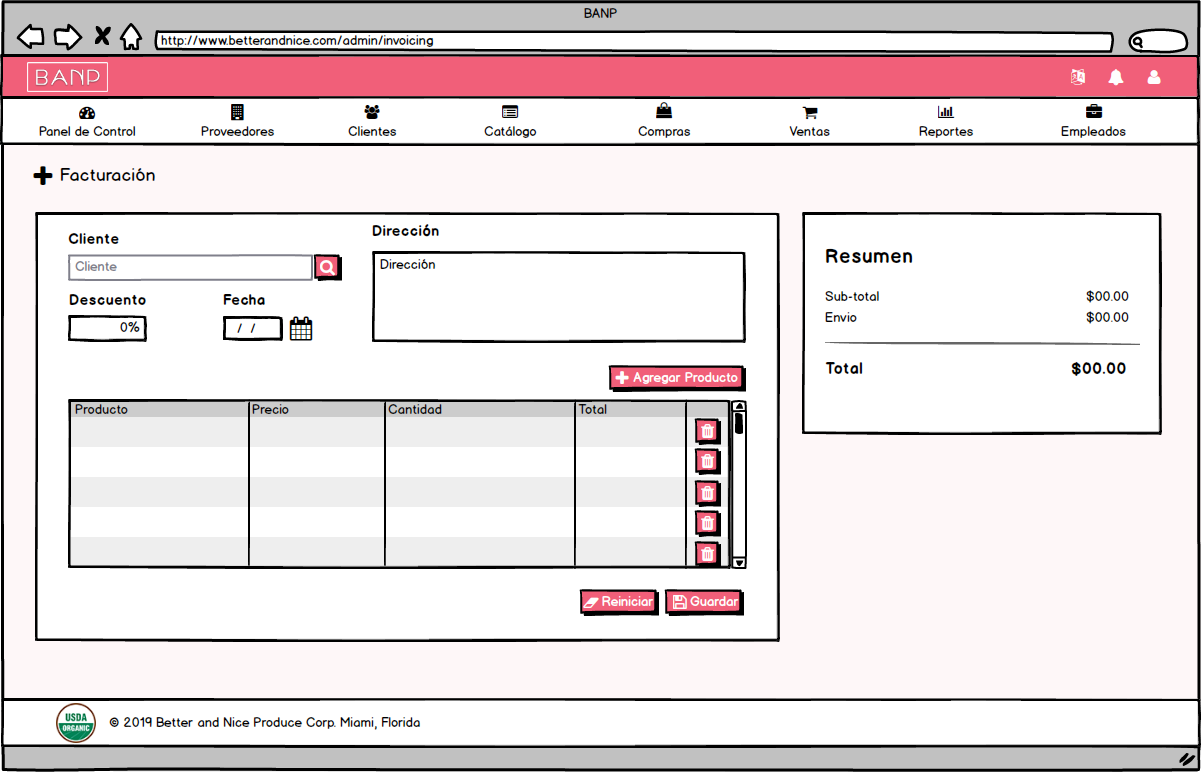 BANP
http://www.betterandnice.com/admin/invoicing
BANP
Panel de Control Proveedores Clientes Catálogo Compras Ventas Reportes Empleados
Facturación
Cliente
Cliente
Descuento Fecha
0% / /
Dirección
Dirección
Agregar Producto
Producto Precio Cantidad Total
Reiniciar Guardar
Resumen
Sub-total $00.00
Envio $00.00
Total $00.00
USDA
ORGANIC
© 2019 Better and Nice Produce Corp. Miami, Florida